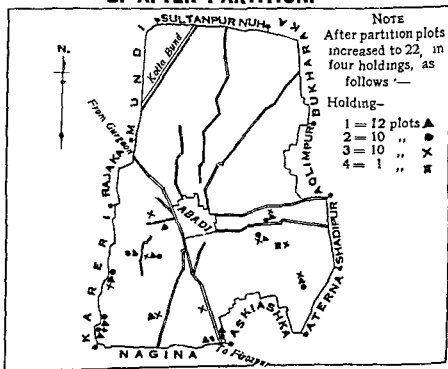 B. AFTER PARTITION.
SULTANPUR NUH
N.
MUNDI
Kotla Bund
BUKHARAKA
From Gurgaon
RAJAKA
AOLIMPUR
ABADI
KARERI
SHADIPUR
ATERNA
ASKIASHKA
NAGINA
To Firozpur
NOTE
After partition plots
increased to 22, in
four holdings, as
follows :—
Holding—
1 = 12 plots ▲
2 = 10 „ ●
3 = 10 „ ×
4 = 1 „ ⧗